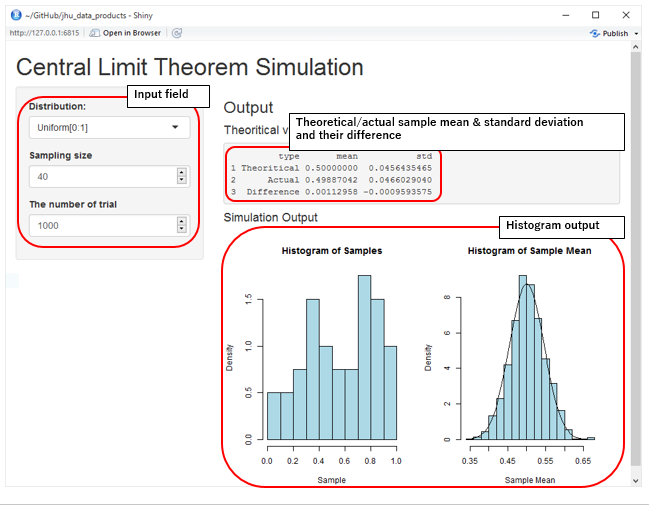 ~/GitHub/jhu_data_products - Shiny
http://127.0.0.1:6815 Open in Browser Publish
Central Limit Theorem Simulation
Input field
Distribution:
Uniform[0:1]
Sampling size
40
The number of trial
1000
Output
Theoritical v
Theoretical/actual sample mean & standard deviation
and their difference
type mean std
1 Theoritical 0.50000000 0.0456435465
2 Actual 0.49887042 0.0466029040
3 Difference 0.00112958 -0.0009593575
Simulation Output
Histogram output
Histogram of Samples
Density
0.0 0.5 1.0 1.5
0.0 0.2 0.4 0.6 0.8 1.0
Sample
Histogram of Sample Mean
Density
0 2 4 6 8
0.35 0.45 0.55 0.65
Sample Mean